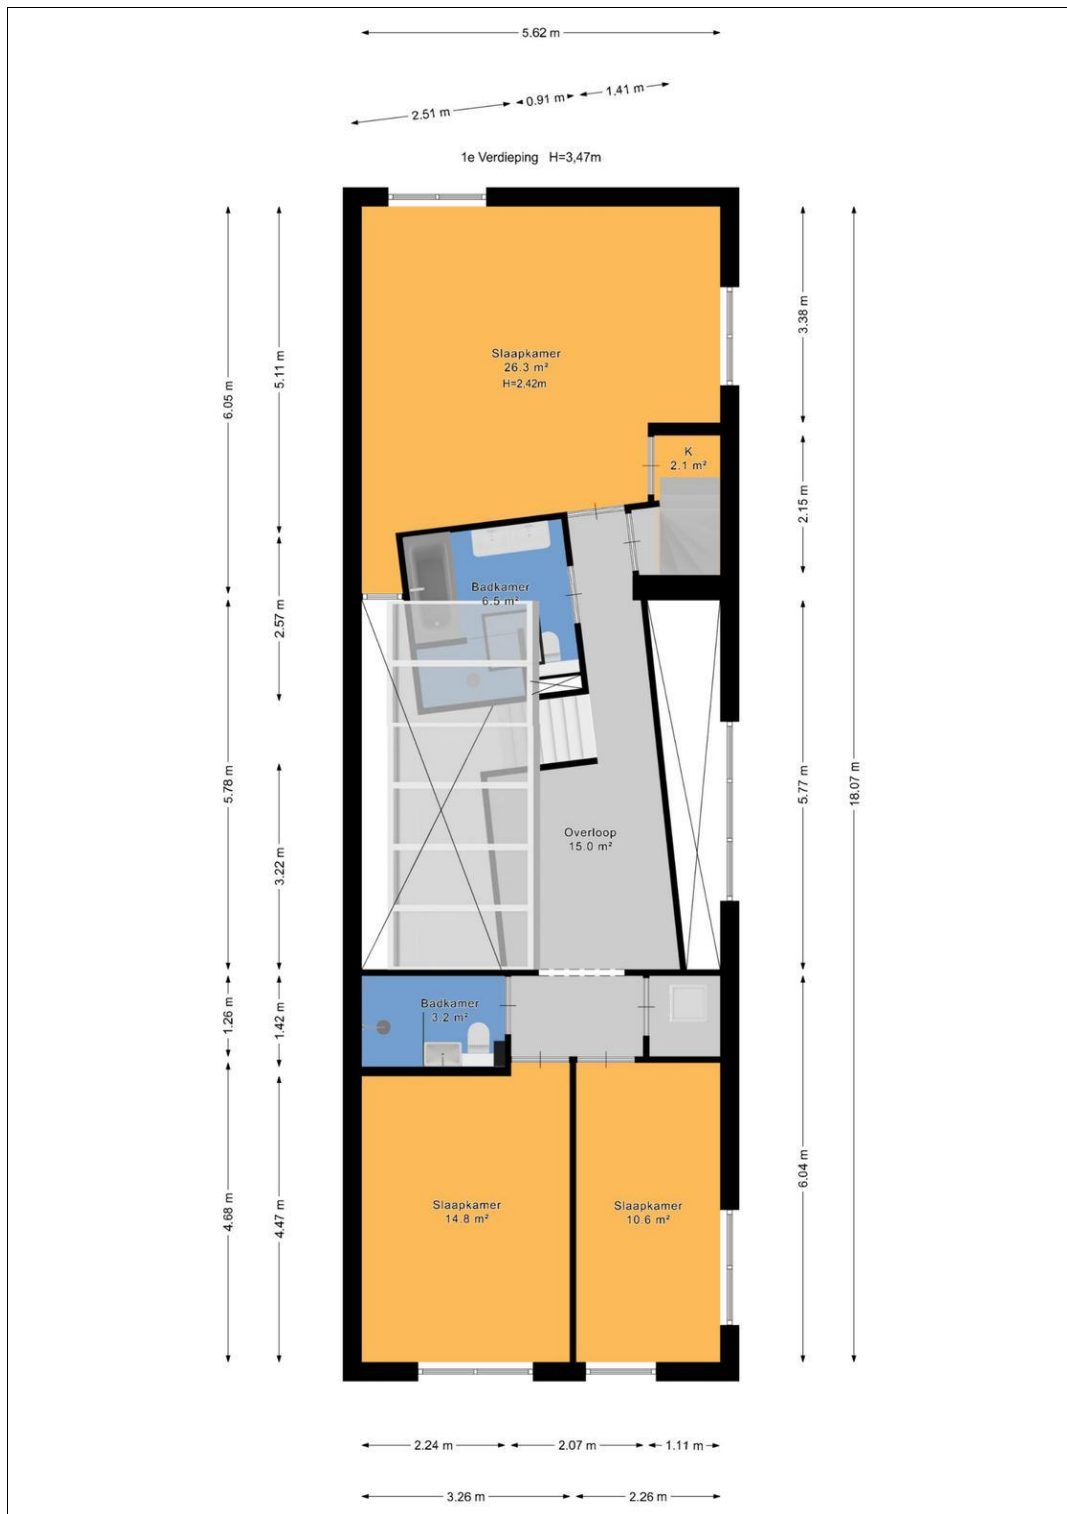 5.62 m
2.51 m
0.91 m
1.41 m
1e Verdieping H=3,47m
Slaapkamer
26.3 m²
H=2,42m
K
2.1 m²
Badkamer
6.5 m²
Overloop
15.0 m²
Badkamer
3.2 m²
Slaapkamer
14.8 m²
Slaapkamer
10.6 m²
6.05 m
5.78 m
1.26 m
4.68 m
5.11 m
2.57 m
3.22 m
1.42 m
4.47 m
3.38 m
2.15 m
5.77 m
6.04 m
18.07 m
2.24 m
2.07 m
1.11 m
3.26 m
2.26 m